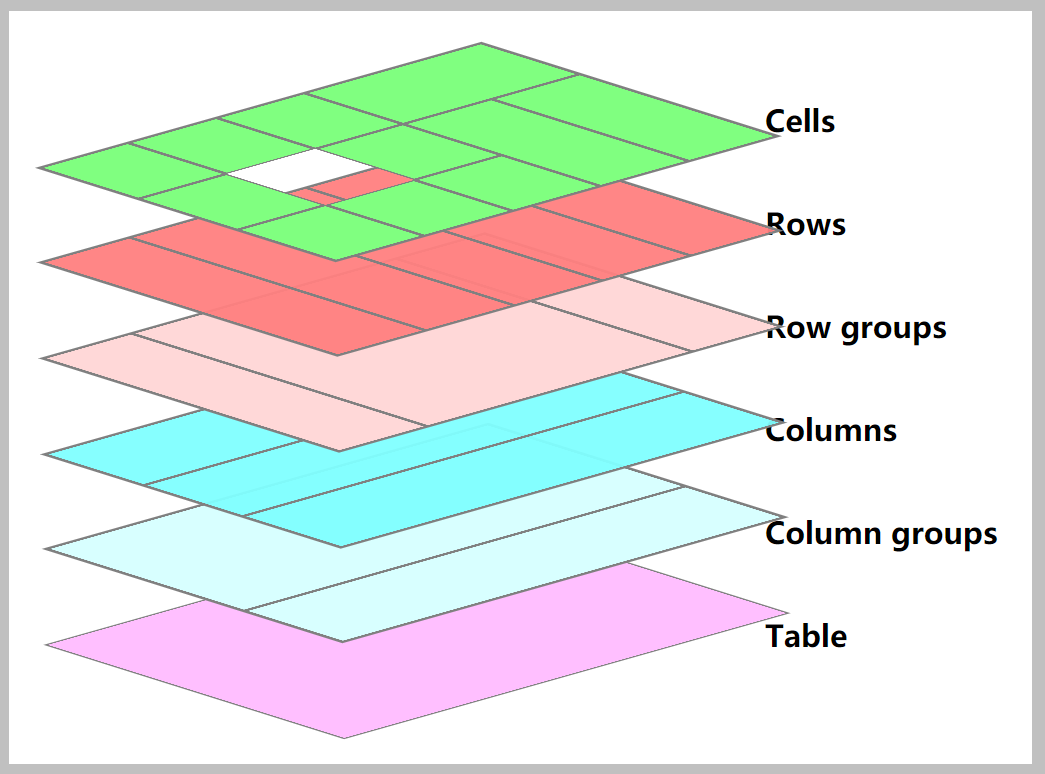 Cells
Rows
Row groups
Columns
Column groups
Table